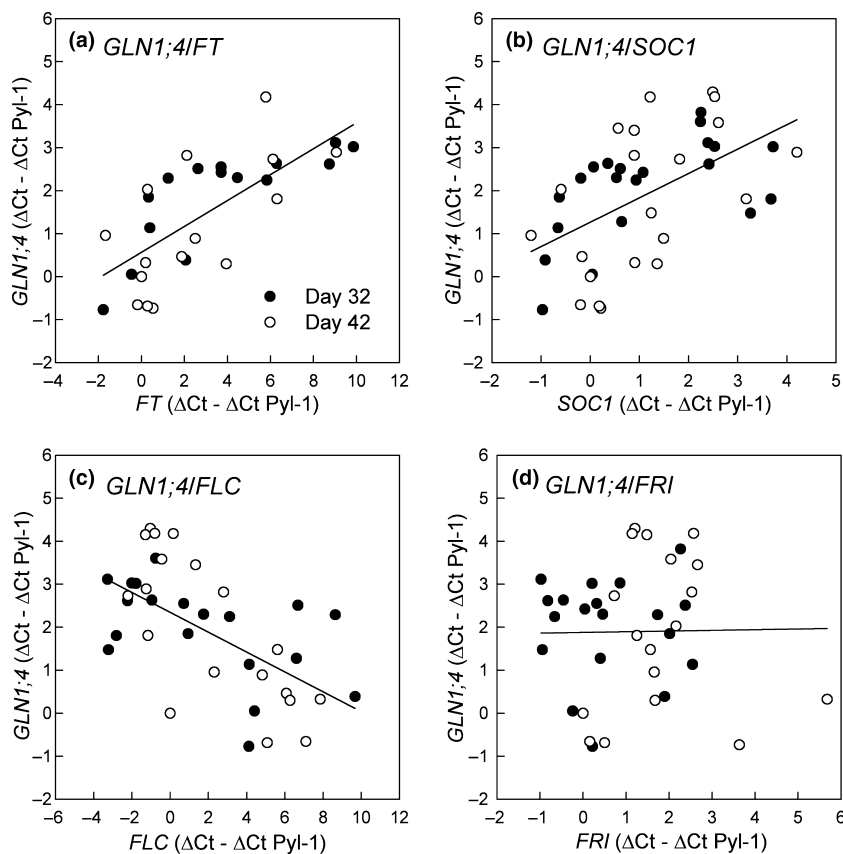 (a) GLN1;4/FT
6
5
4
3
2
1
0
−1
−2
GLN1;4 (ΔCt - ΔCt Pyl-1)
Day 32
Day 42
−4 −2 0 2 4 6 8 10 12
FT (ΔCt - ΔCt Pyl-1)
(b) GLN1;4/SOC1
6
5
4
3
2
1
0
−1
−2
GLN1;4 (ΔCt - ΔCt Pyl-1)
−2 −1 0 1 2 3 4 5
SOC1 (ΔCt - ΔCt Pyl-1)
(c) GLN1;4/FLC
6
5
4
3
2
1
0
−1
−2
GLN1;4 (ΔCt - ΔCt Pyl-1)
−6 −4 −2 0 2 4 6 8 10 12
FLC (ΔCt - ΔCt Pyl-1)
(d) GLN1;4/FRI
6
5
4
3
2
1
0
−1
−2
GLN1;4 (ΔCt - ΔCt Pyl-1)
−2 −1 0 1 2 3 4 5 6
FRI (ΔCt - ΔCt Pyl-1)